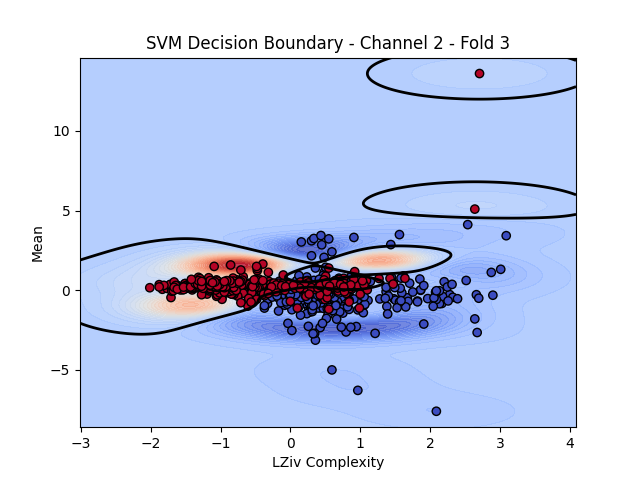 SVM Decision Boundary - Channel 2 - Fold 3
10
5
0
−5
Mean
−3 −2 −1 0 1 2 3 4
LZiv Complexity